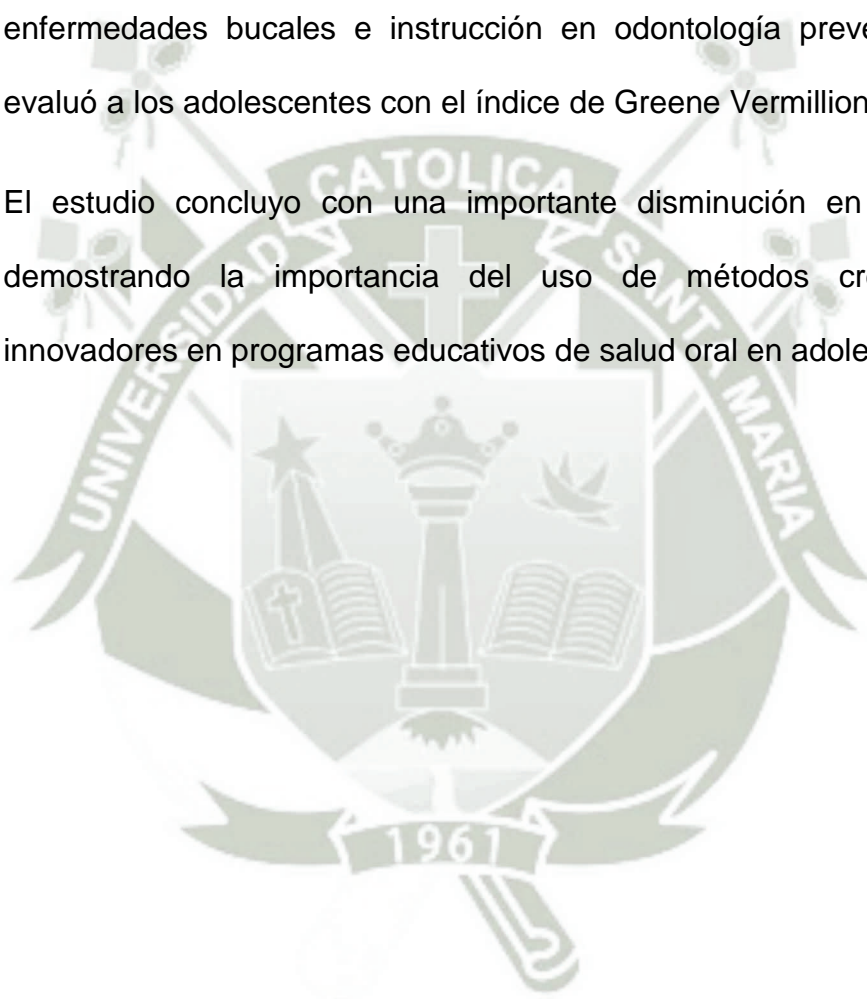 enfermedades bucales e instrucción en odontología preve
evaluó a los adolescentes con el índice de Greene Vermillion
El estudio concluyo con una importante disminución en
demostrando la importancia del uso de métodos cr
innovadores en programas educativos de salud oral en adole
UNIVERSIDAD CATOLICA SANTA MARIA
1961